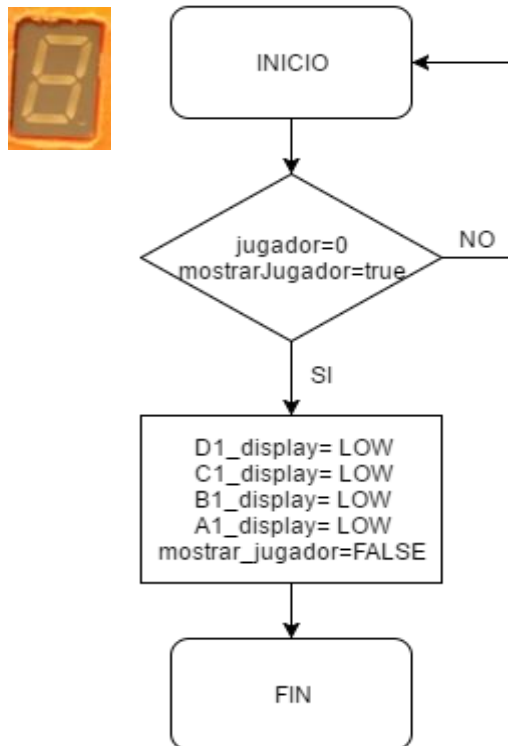 INICIO
jugador=0
mostrarJugador=true
NO
SI
D1_display= LOW
C1_display= LOW
B1_display= LOW
A1_display= LOW
mostrar_jugador=FALSE
FIN